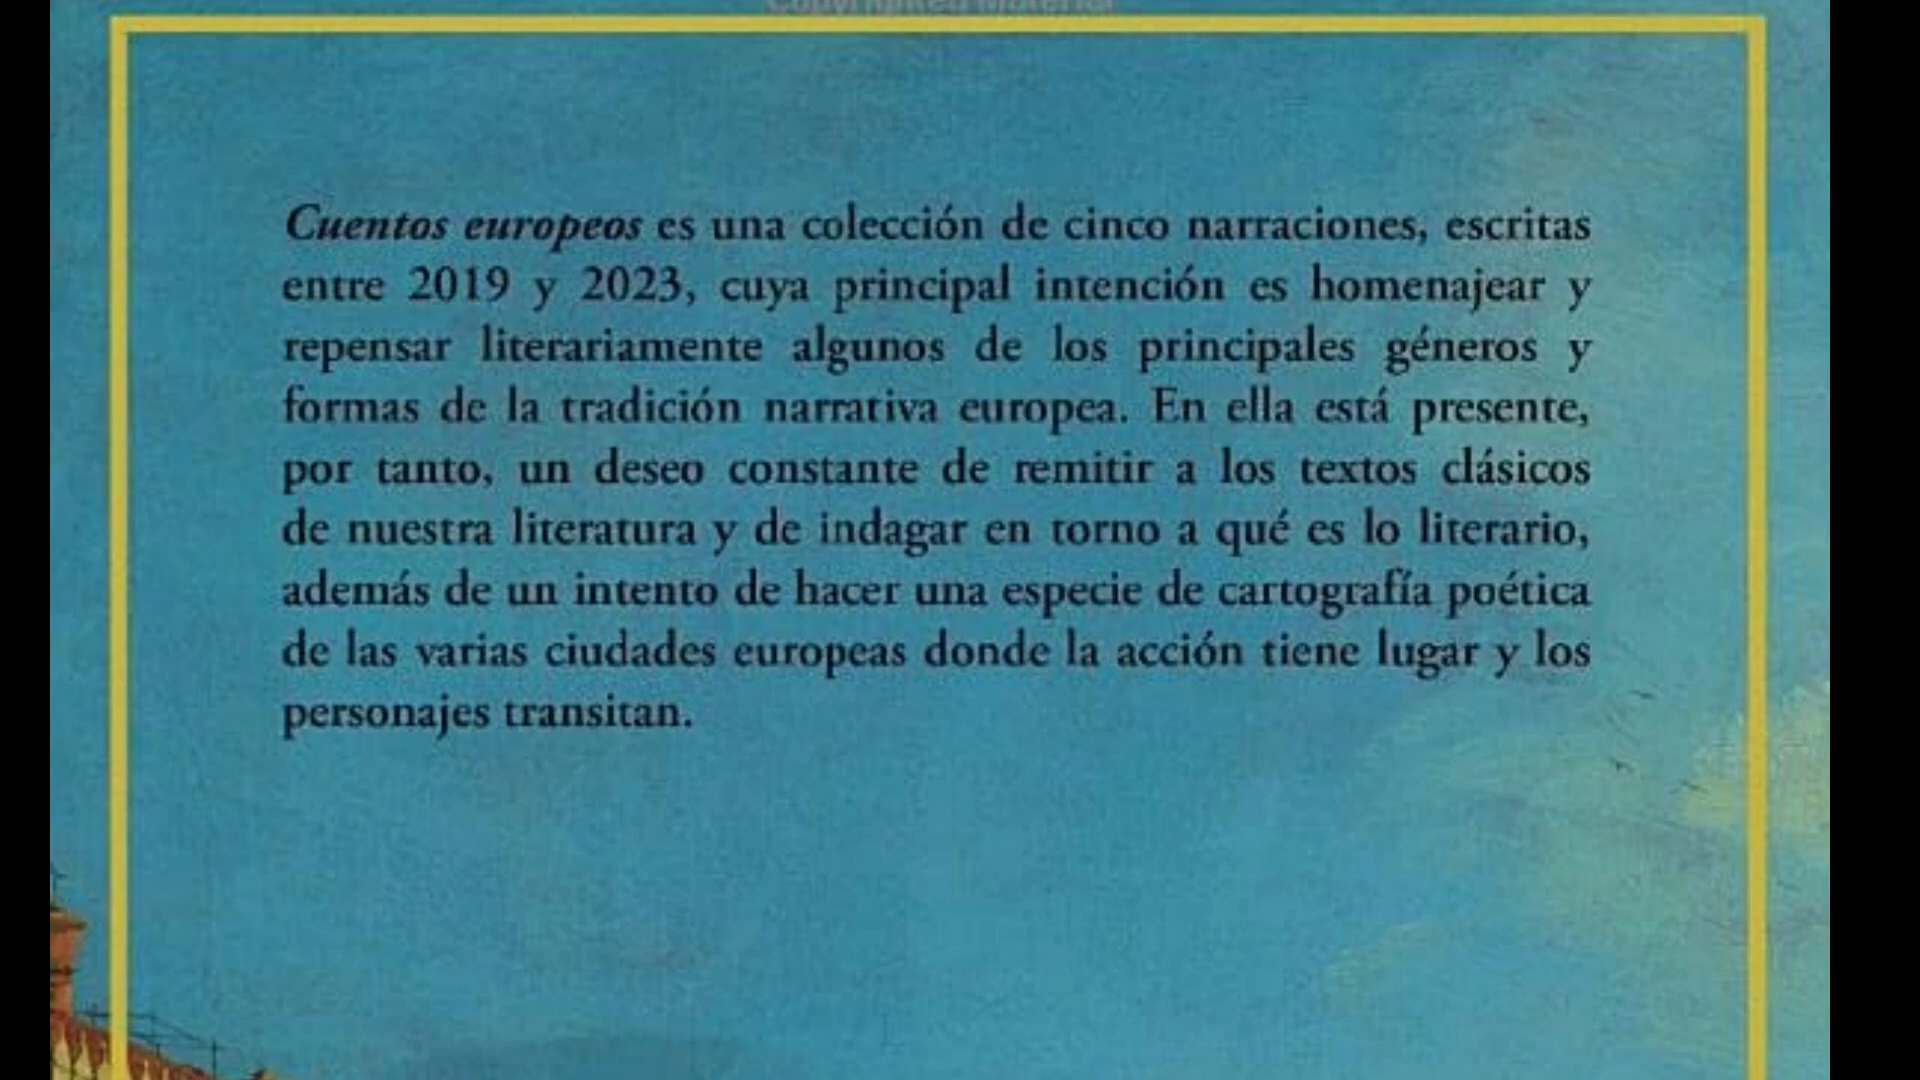 Copyrighted Material
Cuentos europeos es una colección de cinco narraciones, escritas
entre 2019 y 2023, cuya principal intención es homenajear y
repensar literariamente algunos de los principales géneros y
formas de la tradición narrativa europea. En ella está presente,
por tanto, un deseo constante de remitir a los textos clásicos
de nuestra literatura y de indagar en torno a qué es lo literario,
además de un intento de hacer una especie de cartografía poética
de las varias ciudades europeas donde la acción tiene lugar y los
personajes transitan.